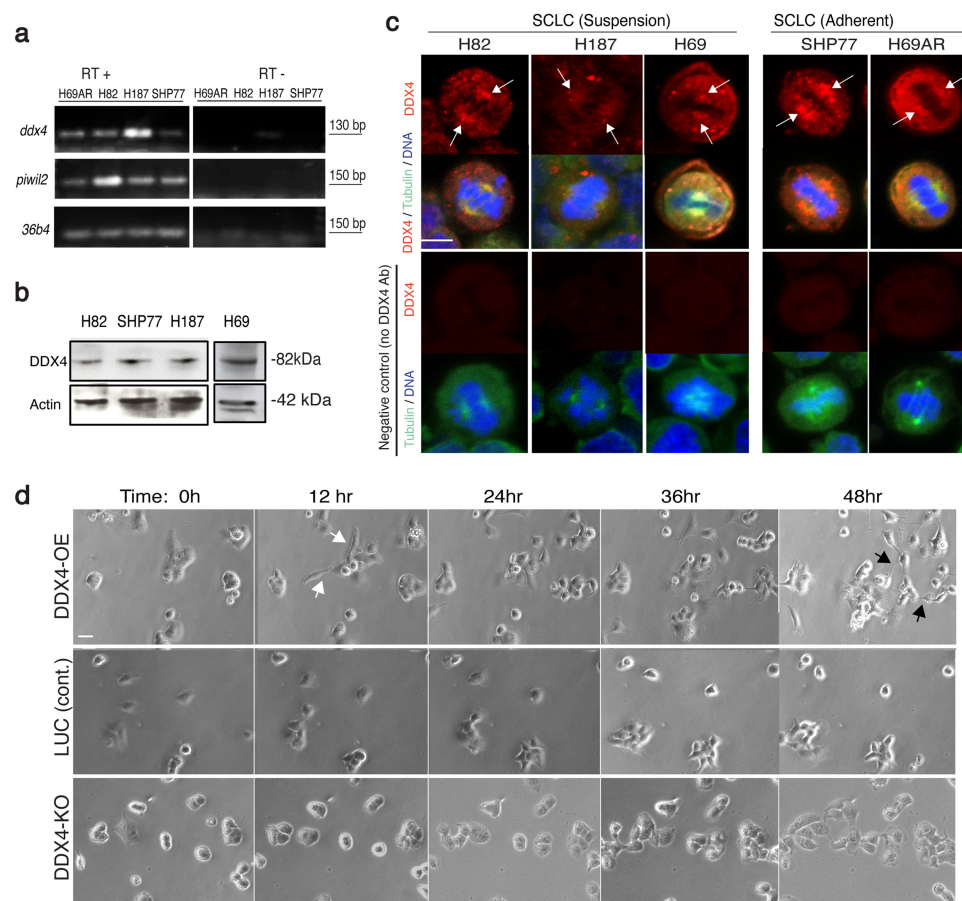 a
RT +
RT -
H69AR H82 H187 SHP77
H69AR H82 H187 SHP77
ddx4
130 bp
piwil2
150 bp
36b4
150 bp
b
H82 SHP77 H187 H69
DDX4
-82kDa
Actin
-42 kDa
c
SCLC (Suspension)
SCLC (Adherent)
H82 H187 H69 SHP77 H69AR
DDX4
DDX4 / Tubulin / DNA
Negative control (no DDX4 Ab)
DDX4
Tubulin / DNA
d
Time: 0h 12 hr 24hr 36hr 48hr
DDX4-OE
LUC (cont.)
DDX4-KO